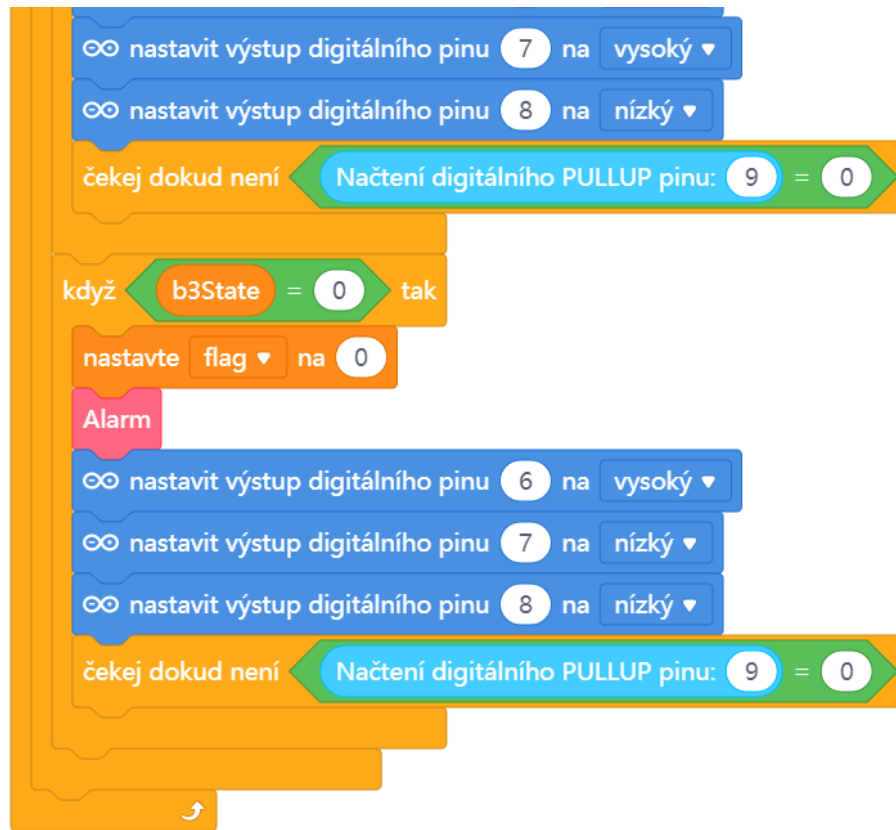 nastavit výstup digitálního pinu 7 na vysoký
nastavit výstup digitálního pinu 8 na nízký
čekej dokud není Načtení digitálního PULLUP pinu: 9 = 0
když b3State = 0 tak
nastavte flag na 0
Alarm
nastavit výstup digitálního pinu 6 na vysoký
nastavit výstup digitálního pinu 7 na nízký
nastavit výstup digitálního pinu 8 na nízký
čekej dokud není Načtení digitálního PULLUP pinu: 9 = 0